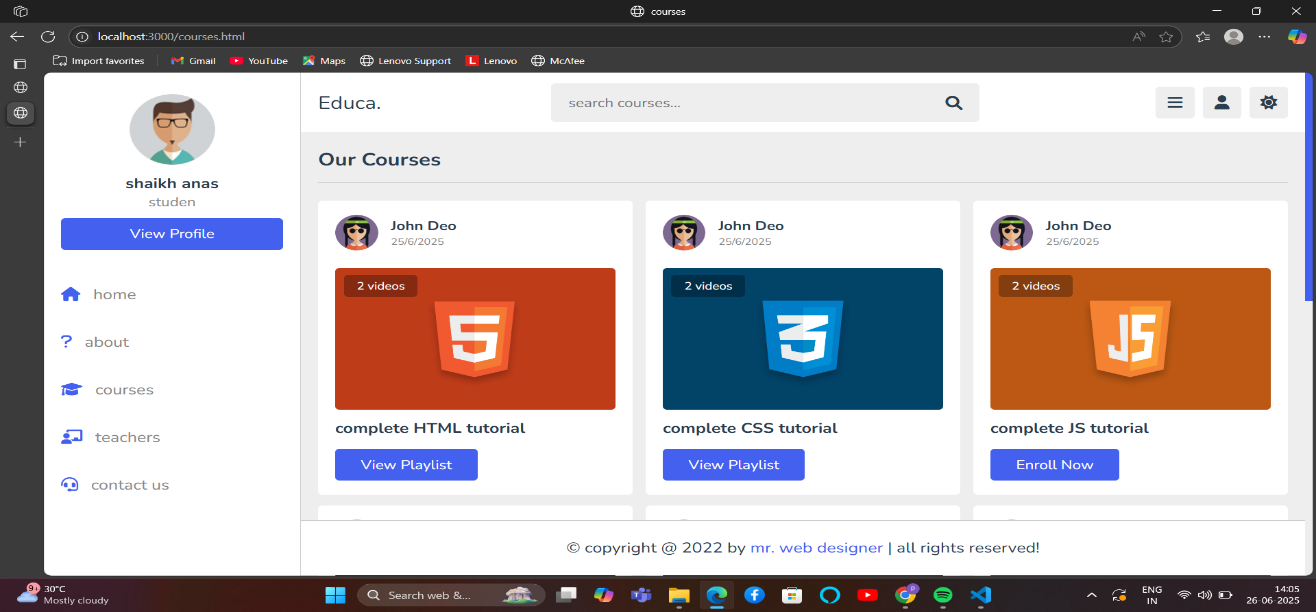 courses
localhost:3000/courses.html
Import favorites
Gmail
YouTube
Maps
Lenovo Support
L Lenovo
McAfee
shaikh anas
studen
View Profile
home
about
courses
teachers
contact us
Educa.
search courses...
Our Courses
John Deo
25/6/2025
2 videos
5
complete HTML tutorial
View Playlist
John Deo
25/6/2025
2 videos
3
complete CSS tutorial
View Playlist
John Deo
25/6/2025
2 videos
JS
complete JS tutorial
Enroll Now
© copyright @ 2022 by mr. web designer | all rights reserved!
9+
30°C
Mostly cloudy
Search web &...
ENG
IN
14:05
26-06-2025